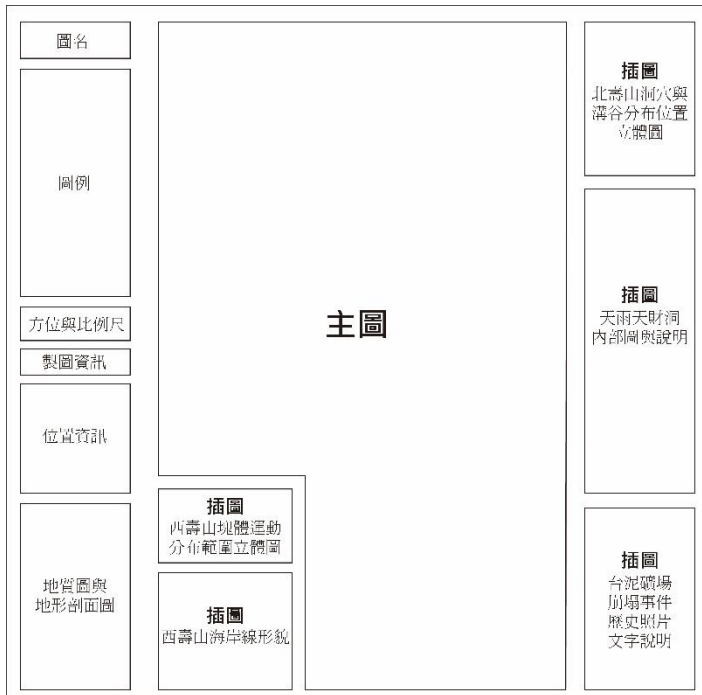 圖名
圖例
方位與比例尺
製圖資訊
位置資訊
地質圖與
地形剖面圖
主圖
插圖
西壽山塊體運動
分布範圍立體圖
插圖
西壽山海岸線形貌
插圖
北壽山洞穴與
溝谷分布位置
立體圖
插圖
天雨天財洞
內部圖與說明
插圖
台泥礦場
崩塌事件
歷史照片
文字說明